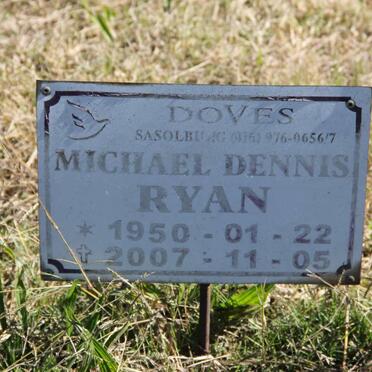 DOVES
SASOLBURG (016) 976-0656/7
MICHAEL DENNIS
RYAN
* 1950 - 01 - 22
✝ 2007 - 11 - 05